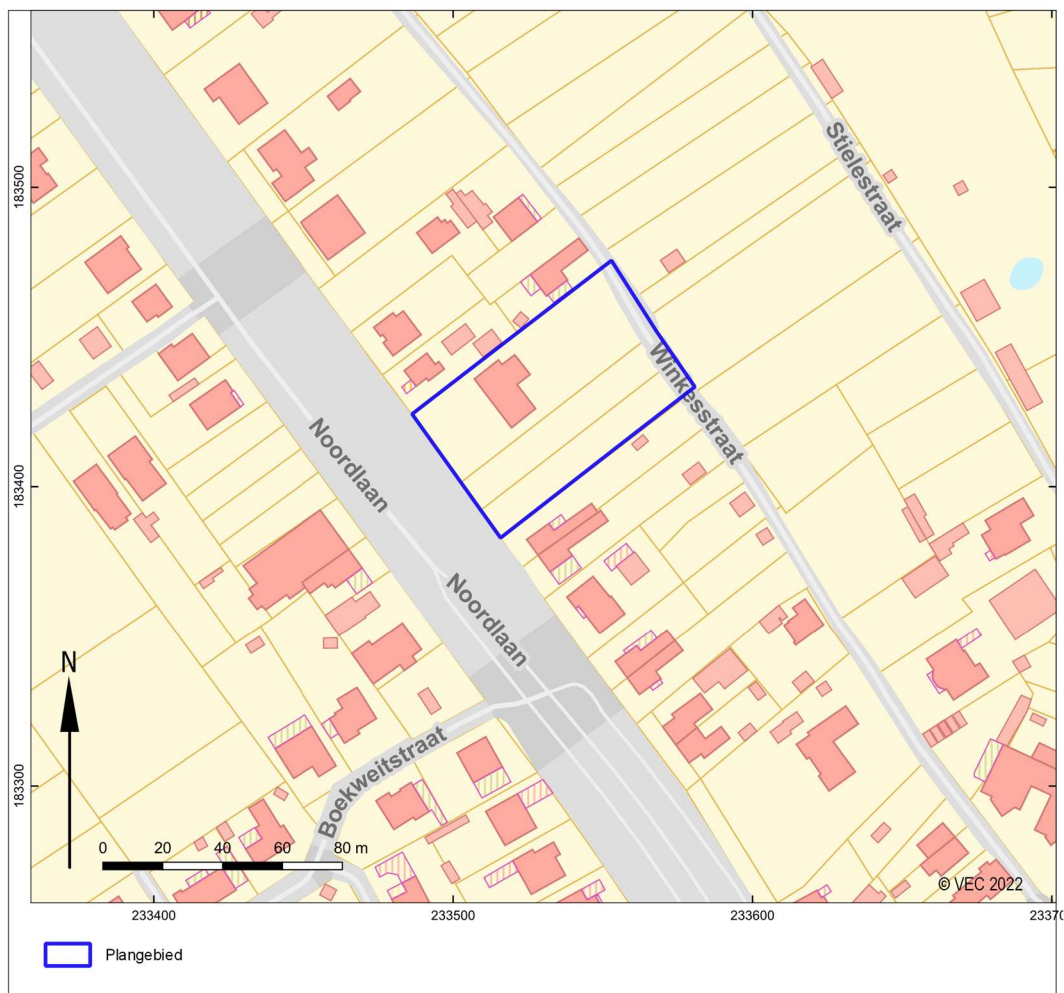 Stielestraat
183500
Winkesstraat
Noordlaan
183400
Noordlaan
N
Boekweitstraat
183300
0 20 40 60 80 m
© VEC 2022
233400 233500 233600 23370
Plangebied